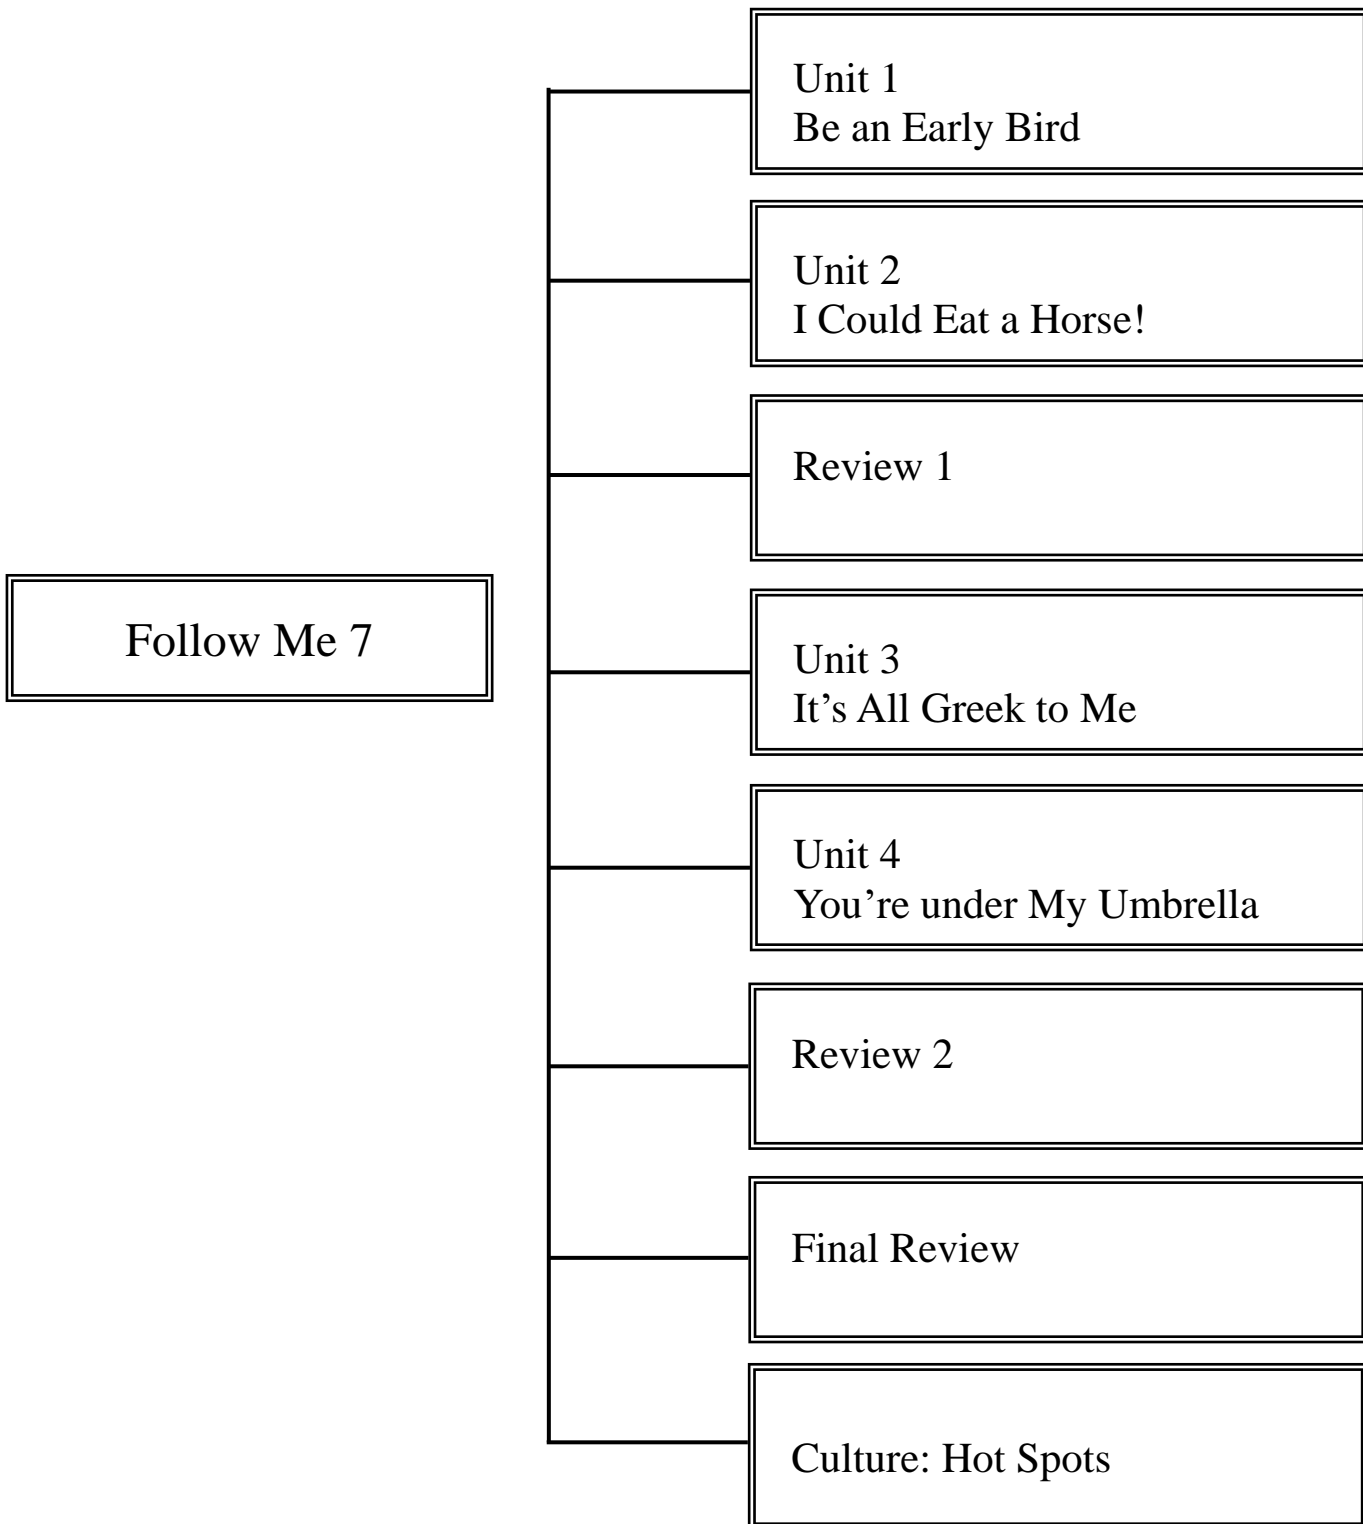 Follow Me 7
Unit 1
Be an Early Bird
Unit 2
I Could Eat a Horse!
Review 1
Unit 3
It’s All Greek to Me
Unit 4
You’re under My Umbrella
Review 2
Final Review
Culture: Hot Spots